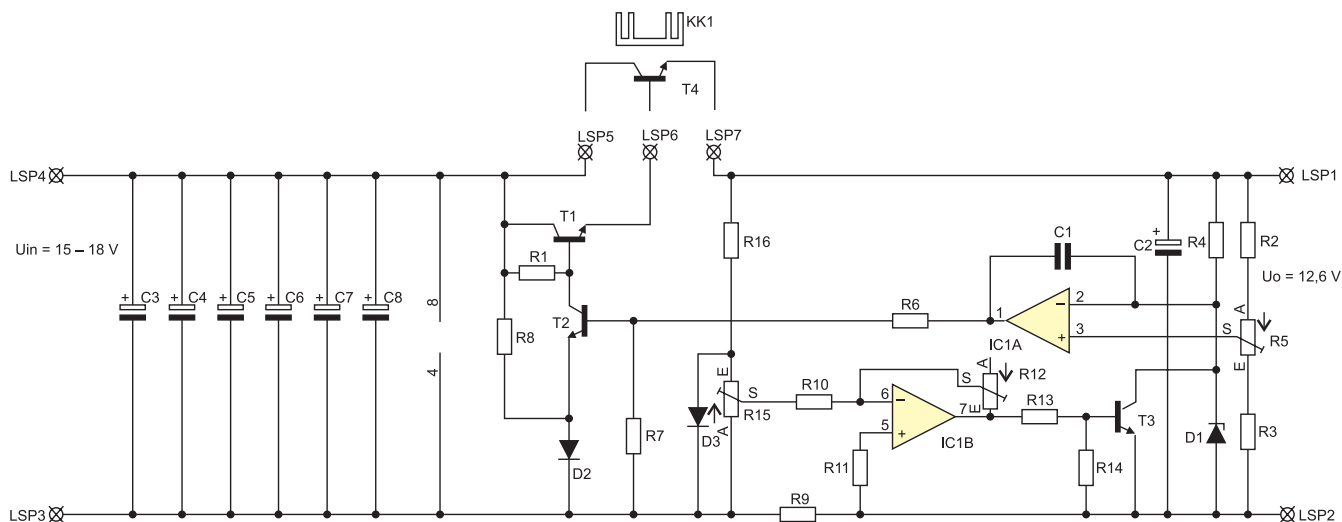 KK1
T4
LSP5
LSP6
LSP7
LSP4
LSP1
T1
C1
+
C2
R4
R2
R16
Uin = 15 – 18 V
Uo = 12,6 V
R1
+ C3
+ C4
+ C5
+ C6
+ C7
+ C8
8
2
–
A
R6
1
T2
R8
3
+
S
R5
IC1A
E
4
E
A
R12
S
R10
S
6
–
E
R13
R15
7
A
T3
D3
5
+
IC1B
D1
R3
R7
D2
R11
R14
R9
LSP3
LSP2